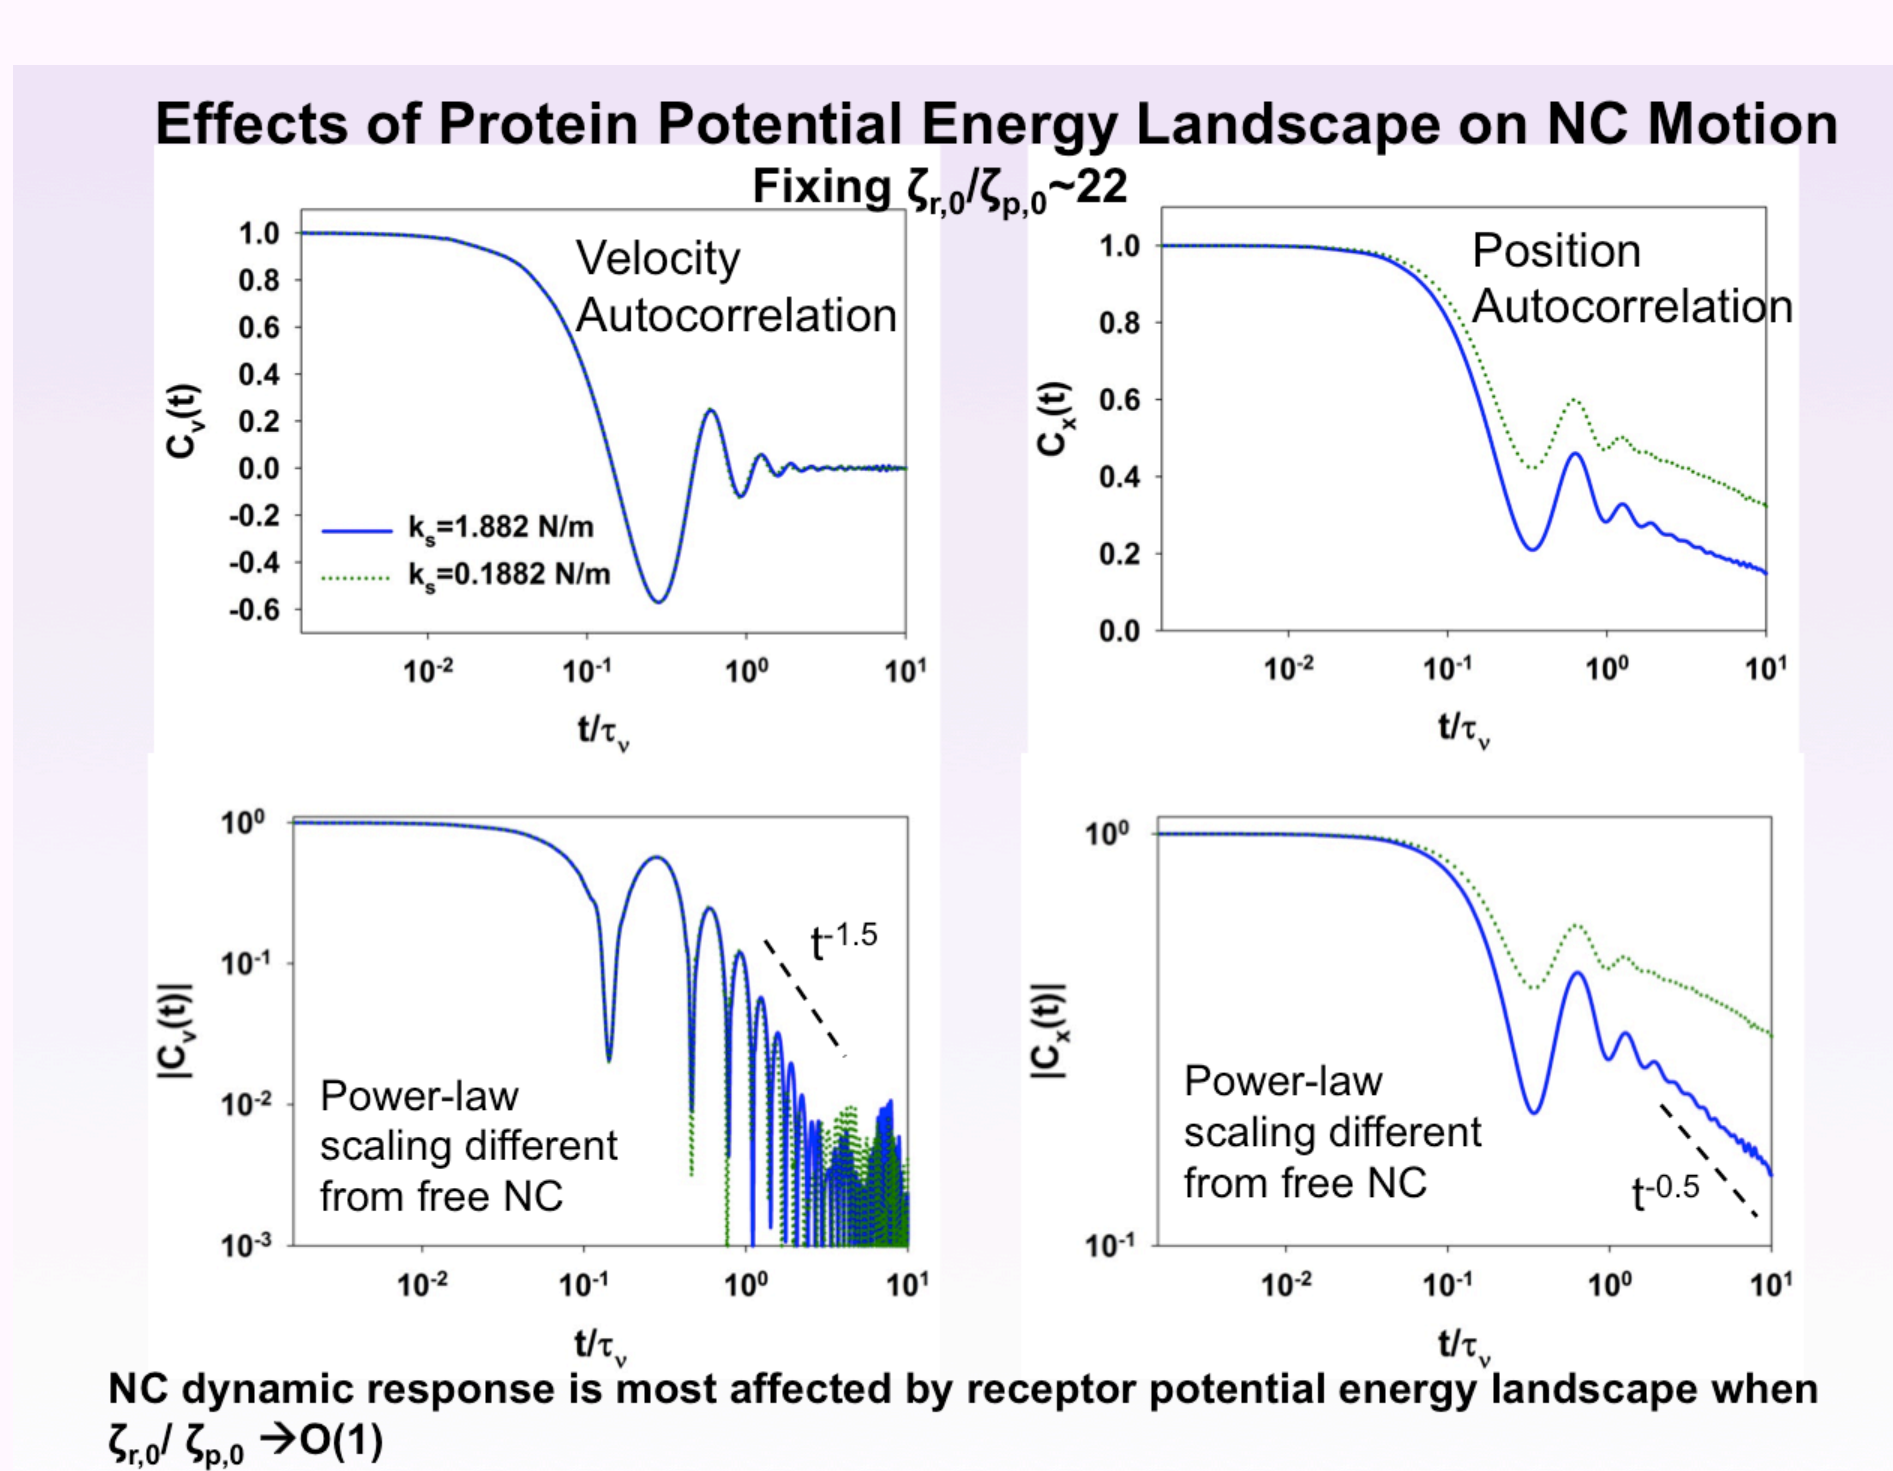 Effects of Protein Potential Energy Landscape on NC Motion
Fixing ζr,0/ζp,0~22
Velocity
Autocorrelation
1.0
0.8
0.6
0.4
0.2
0.0
-0.2
-0.4
-0.6
Cv(t)
ks=1.882 N/m
ks=0.1882 N/m
10-2 10-1 100 101
t/τν
Position
Autocorrelation
1.0
0.8
0.6
0.4
0.2
0.0
Cx(t)
10-2 10-1 100 101
t/τν
100
10-1
10-2
10-3
|Cv(t)|
t-1.5
Power-law
scaling different
from free NC
10-2 10-1 100 101
t/τν
100
10-1
|Cx(t)|
Power-law
scaling different
from free NC
t-0.5
10-2 10-1 100 101
t/τν
NC dynamic response is most affected by receptor potential energy landscape when
ζr,0/ ζp,0 →O(1)